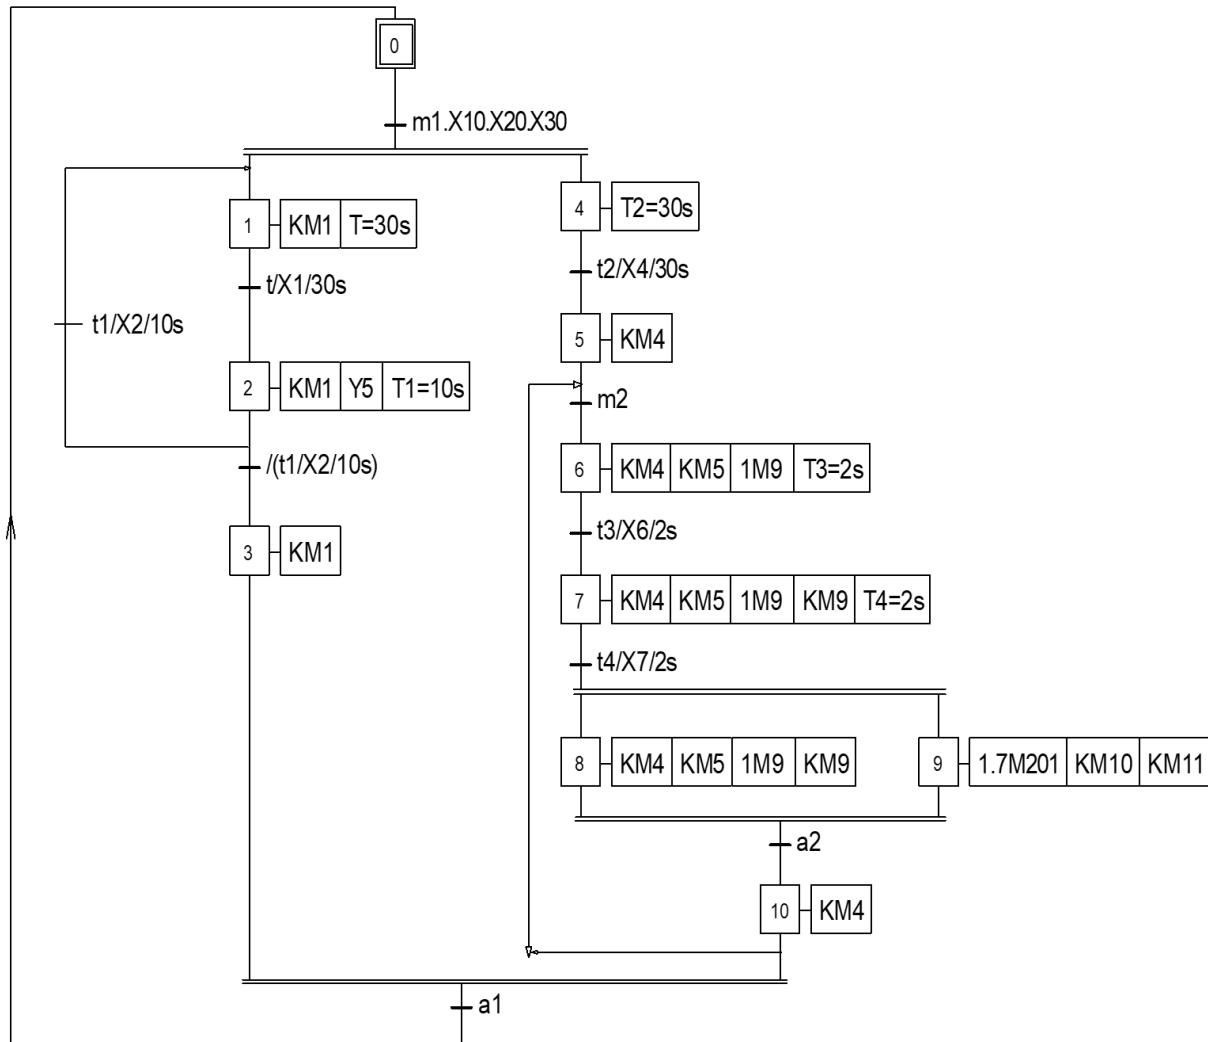 0
m1.X10.X20.X30
1 KM1 T=30s
4 T2=30s
t/X1/30s
t2/X4/30s
t1/X2/10s
5 KM4
2 KM1 Y5 T1=10s
m2
/(t1/X2/10s)
6 KM4 KM5 1M9 T3=2s
t3/X6/2s
3 KM1
7 KM4 KM5 1M9 KM9 T4=2s
t4/X7/2s
8 KM4 KM5 1M9 KM9
9 1.7M201 KM10 KM11
a2
10 KM4
a1